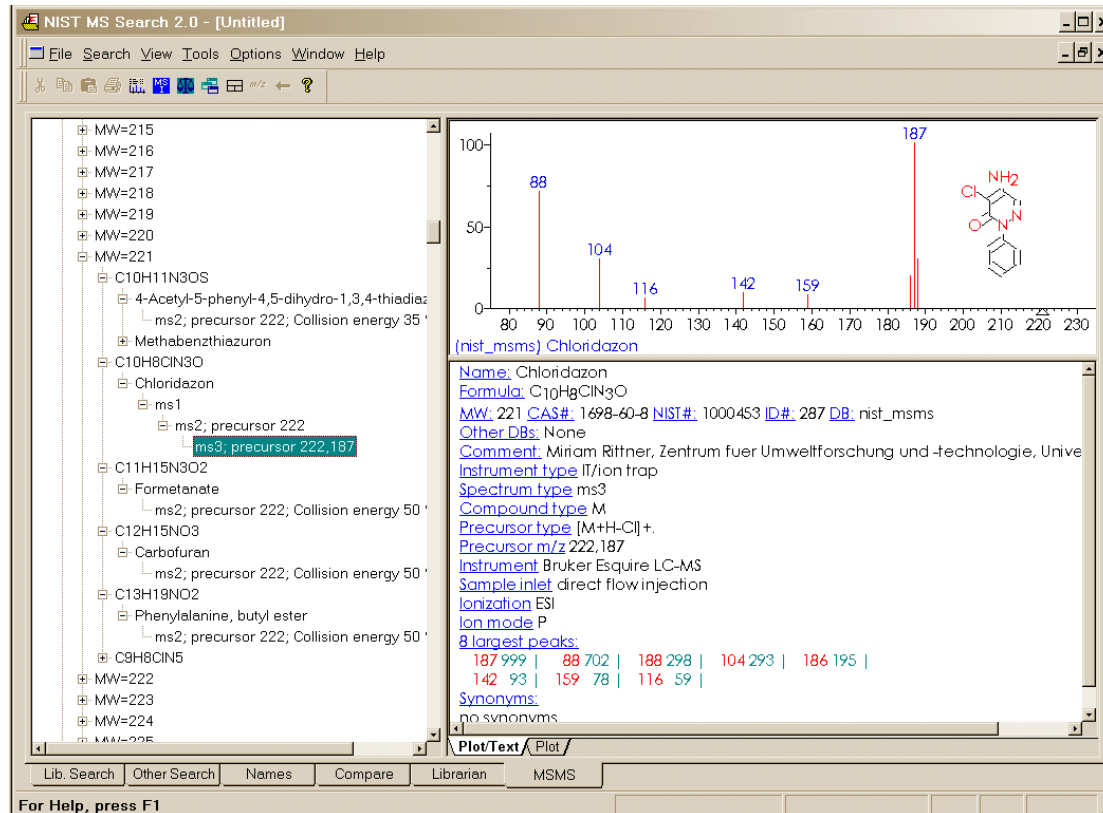 NIST MS Search 2.0 - [Untitled]
File Search View Tools Options Window Help
MS
I
m/z
?
MW=215
MW=216
MW=217
MW=218
MW=219
MW=220
MW=221
C10H11N3OS
4-Acetyl-5-phenyl-4,5-dihydro-1,3,4-thiadiaz
ms2; precursor 222; Collision energy 35
Methabenzthiazuron
C10H8ClN3O
Chloridazon
ms1
ms2; precursor 222
ms3; precursor 222,187
C11H15N3O2
Formetanate
ms2; precursor 222; Collision energy 50
C12H15NO3
Carbofuran
ms2; precursor 222; Collision energy 50
C13H19NO2
Phenylalanine, butyl ester
ms2; precursor 222; Collision energy 50
C9H8ClN5
MW=222
MW=223
MW=224
MW=225
100
50
0
88
104
116
142
159
187
NH2
Cl
O
N
N
80 90 100 110 120 130 140 150 160 170 180 190 200 210 220 230
(nist_msms) Chloridazon
Name: Chloridazon
Formula: C10H8ClN3O
MW: 221 CAS#: 1698-60-8 NIST#: 1000453 ID#: 287 DB: nist_msms
Other DBs: None
Comment: Miriam Rittner, Zentrum fuer Umweltforschung und -technologie, Unive
Instrument type IT/ion trap
Spectrum type ms3
Compound type M
Precursor type [M+H-Cl]+.
Precursor m/z 222,187
Instrument Bruker Esquire LC-MS
Sample inlet direct flow injection
Ionization ESI
Ion mode P
8 largest peaks:
187 999 | 88 702 | 188 298 | 104 293 | 186 195 |
142 93 | 159 78 | 116 59 |
Synonyms:
no synonyms
Plot/Text Plot
Lib. Search Other Search Names Compare Librarian MSMS
For Help, press F1